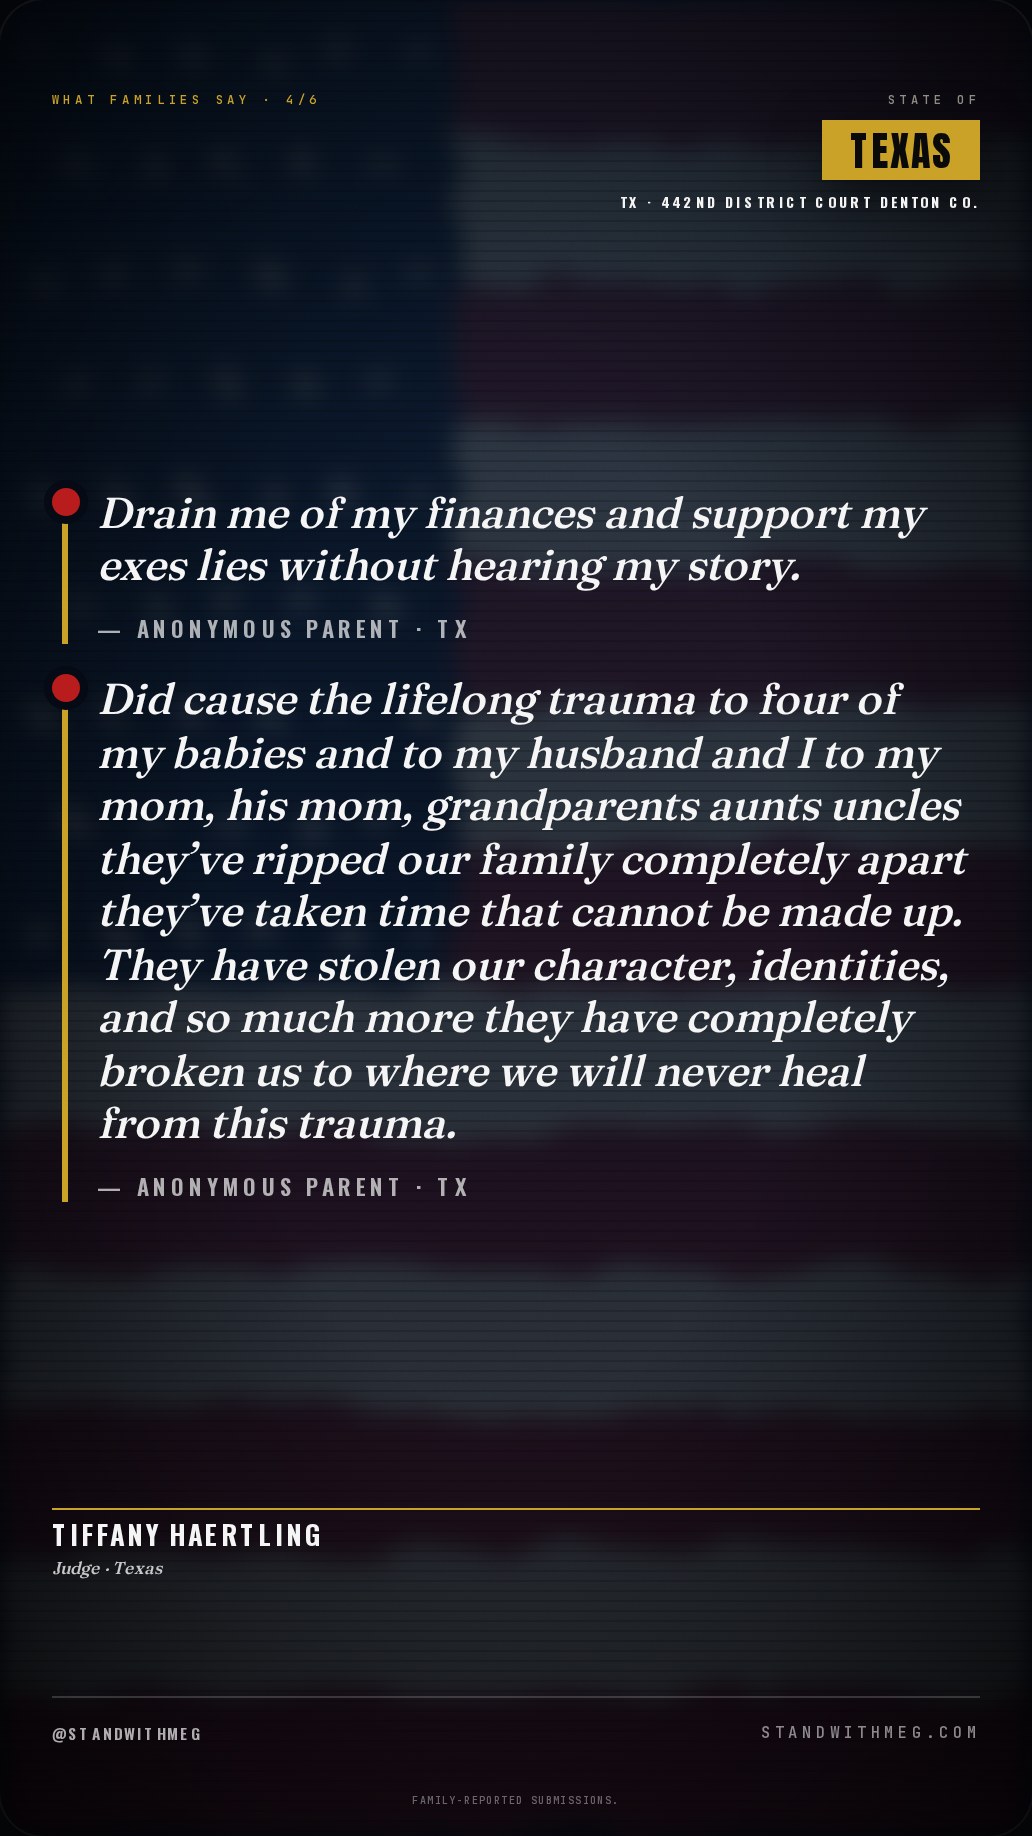 WHAT FAMILIES SAY · 4/6
STATE OF
TEXAS
TX · 442ND DISTRICT COURT DENTON CO.
Drain me of my finances and support my
exes lies without hearing my story.
— ANONYMOUS PARENT · TX
Did cause the lifelong trauma to four of
my babies and to my husband and I to my
mom, his mom, grandparents aunts uncles
they’ve ripped our family completely apart
they’ve taken time that cannot be made up.
They have stolen our character, identities,
and so much more they have completely
broken us to where we will never heal
from this trauma.
— ANONYMOUS PARENT · TX
TIFFANY HAERTLING
Judge · Texas
@STANDWITHMEG
STANDWITHMEG.COM
FAMILY-REPORTED SUBMISSIONS.